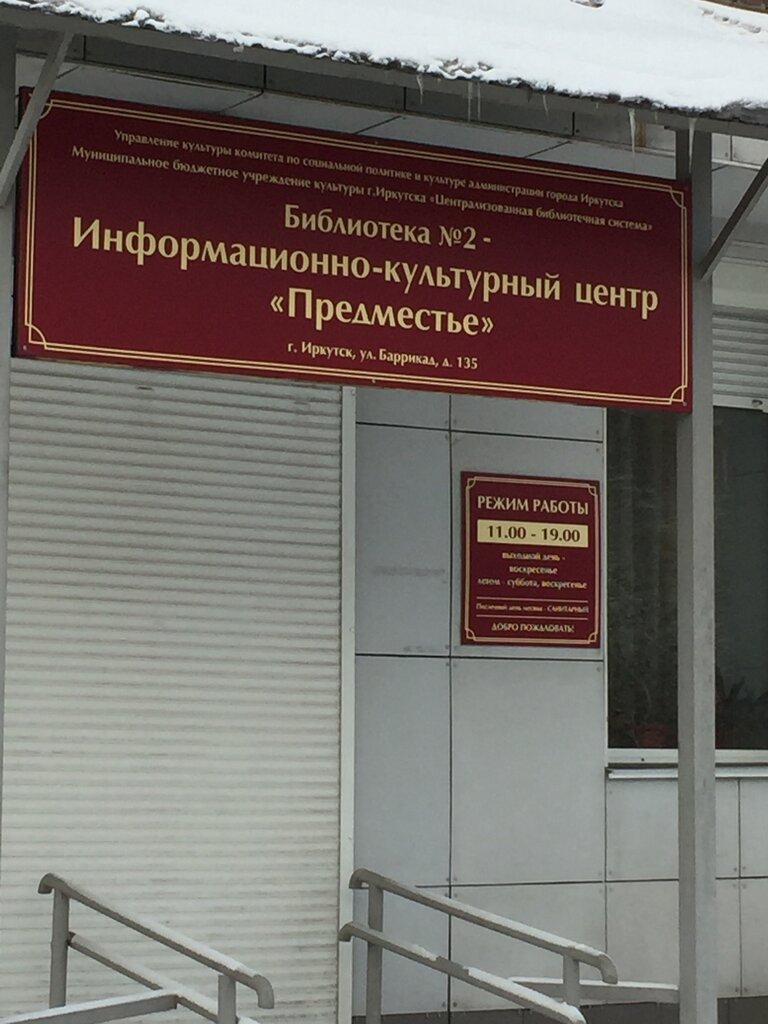 Управление культуры комитета по социальной политике и культуре администрации города Иркутска
Муниципальное бюджетное учреждение культуры г.Иркутска «Централизованная библиотечная система»
Библиотека №2 -
Информационно-культурный центр
«Предместье»
г. Иркутск, ул. Баррикад, д. 135
РЕЖИМ РАБОТЫ
11.00 - 19.00
выходной день -
воскресенье
летом - суббота, воскресенье
Последний день месяца - САНИТАРНЫЙ
ДОБРО ПОЖАЛОВАТЬ!